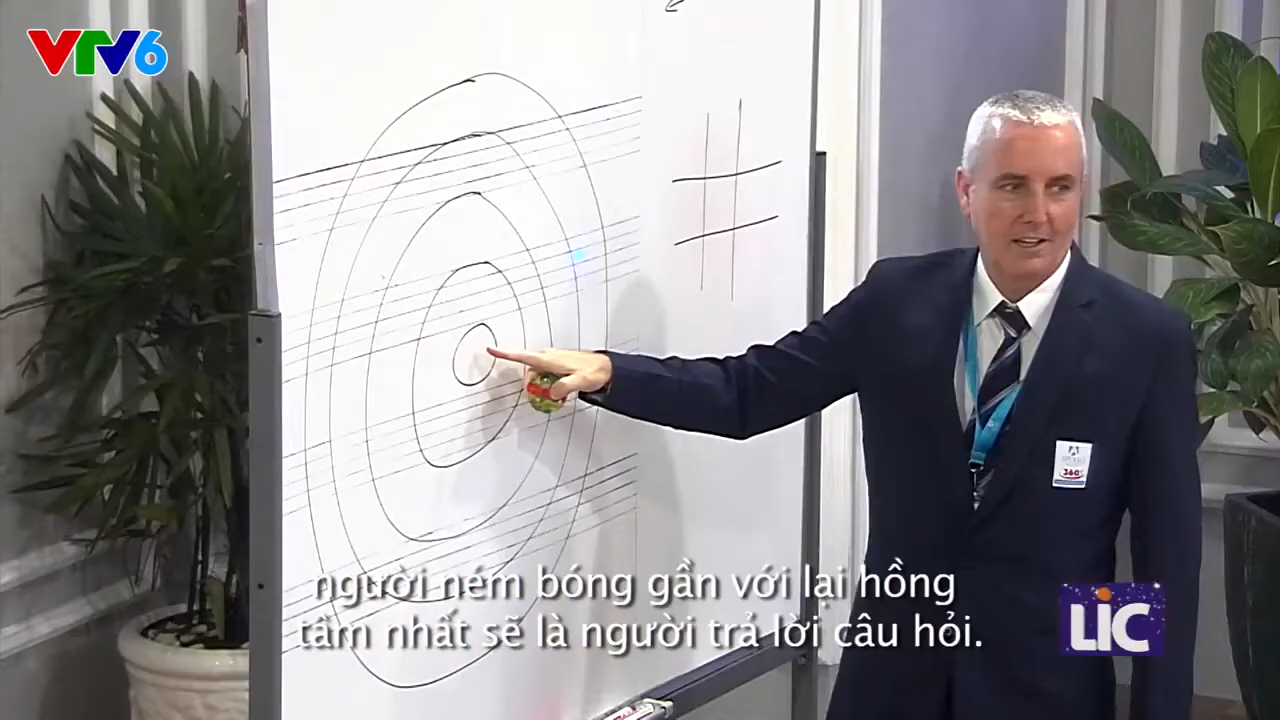 VTV6
360°
người ném bóng gần với lại hồng
tâm nhất sẽ là người trả lời câu hỏi.
LIC